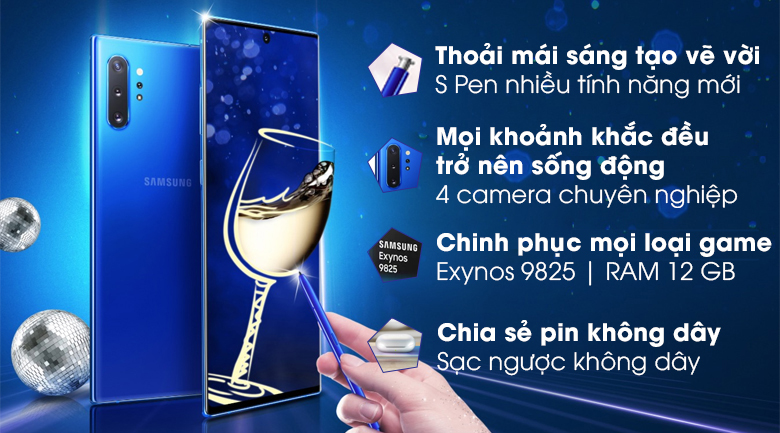 SAMSUNG
Thoải mái sáng tạo vẽ vời
S Pen nhiều tính năng mới
Mọi khoảnh khắc đều
trở nên sống động
4 camera chuyên nghiệp
SAMSUNG
Exynos
9825
Chinh phục mọi loại game
Exynos 9825 | RAM 12 GB
Chia sẻ pin không dây
Sạc ngược không dây